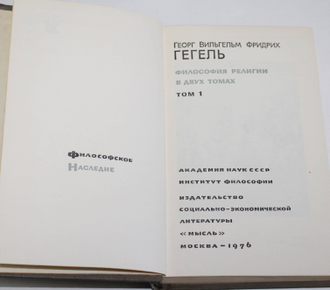 Философское
Наследие
Георг Вильгельм Фридрих
ГЕГЕЛЬ
ФИЛОСОФИЯ РЕЛИГИИ
В ДВУХ ТОМАХ
ТОМ 1
АКАДЕМИЯ НАУК СССР
ИНСТИТУТ ФИЛОСОФИИ
ИЗДАТЕЛЬСТВО
СОЦИАЛЬНО-ЭКОНОМИЧЕСКОЙ
ЛИТЕРАТУРЫ
«МЫСЛЬ»
МОСКВА – 1976